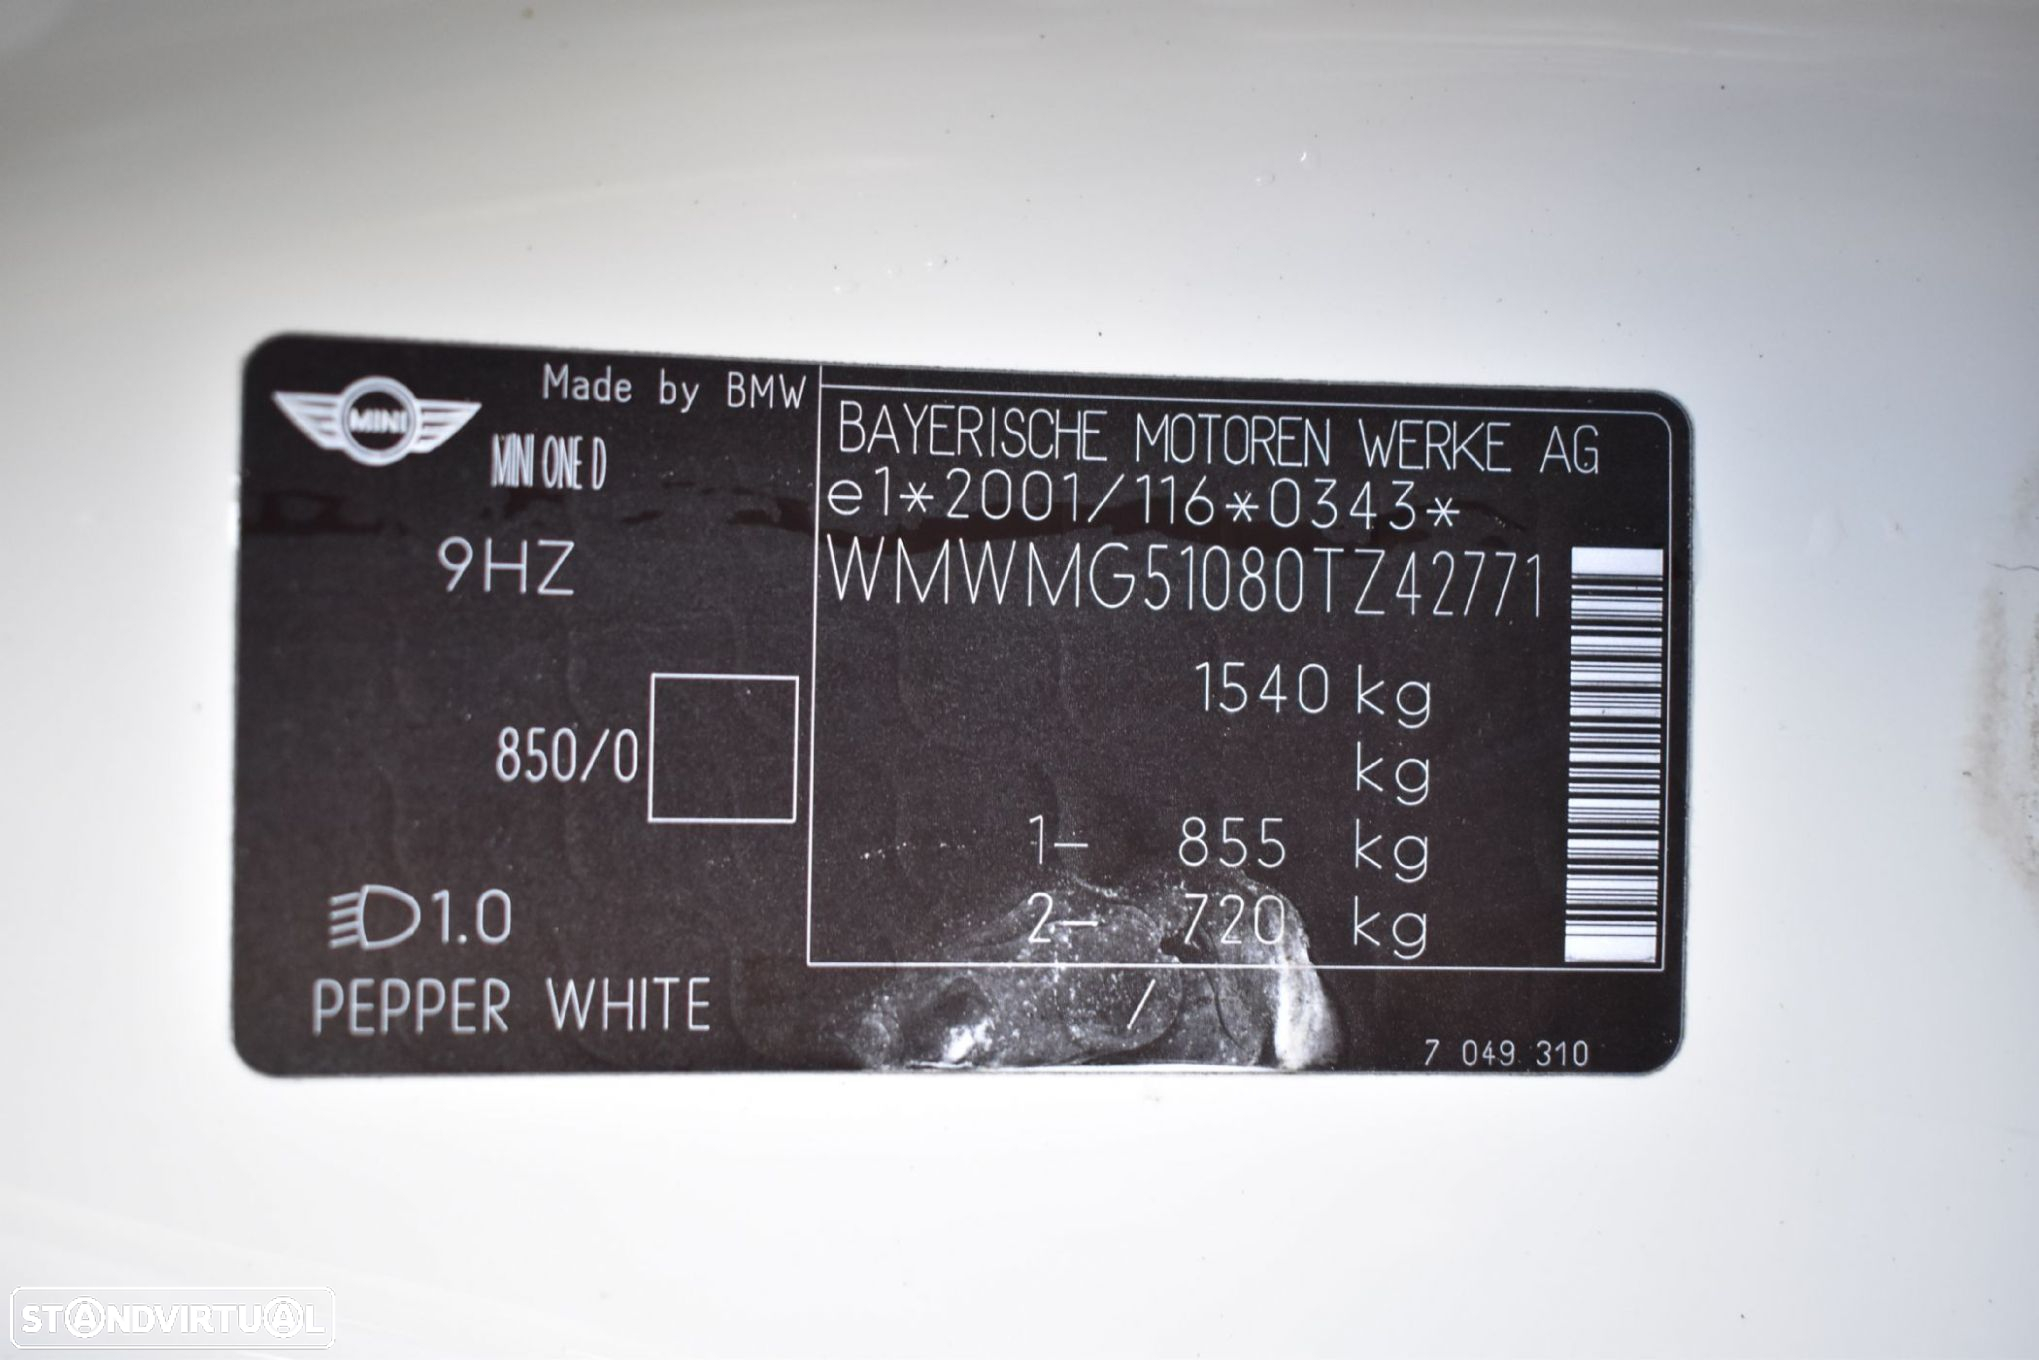 MINI
Made by BMW
MINI ONE D
9HZ
850/0
1.0
PEPPER WHITE
BAYERISCHE MOTOREN WERKE AG
e1*2001/116*0343*
WMWMG51080TZ42771
1540 kg
kg
1- 855 kg
2- 720 kg
/
7 049 310
STANDVIRTUAL